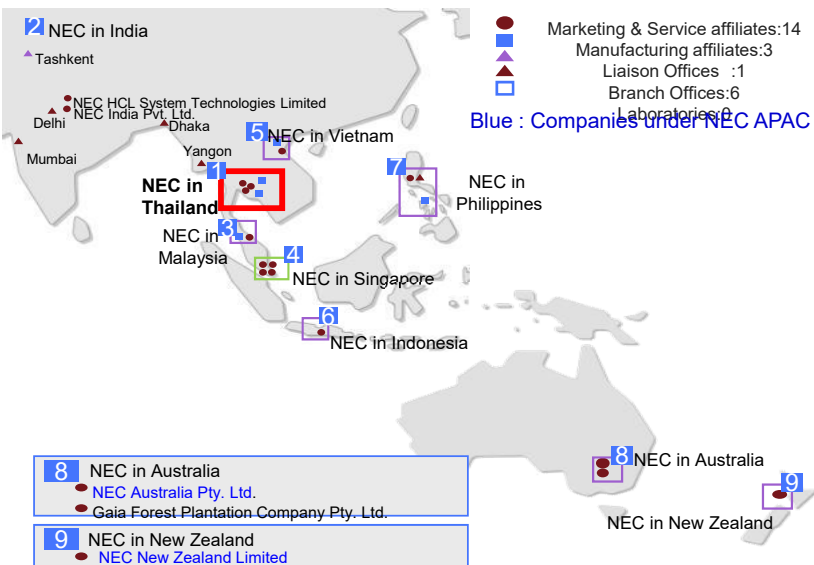 2 NEC in India
Tashkent
NEC HCL System Technologies Limited
NEC India Pvt. Ltd.
Delhi
Dhaka
Mumbai
Yangon
5 NEC in Vietnam
1
NEC in
Thailand
7
NEC in
Philippines
3
NEC in
Malaysia
4
NEC in Singapore
6
NEC in Indonesia
Marketing & Service affiliates:14
Manufacturing affiliates:3
Liaison Offices :1
Branch Offices:6
Laboratories:0
Blue : Companies under NEC APAC
8 NEC in Australia
9
NEC in New Zealand
8 NEC in Australia
NEC Australia Pty. Ltd.
Gaia Forest Plantation Company Pty. Ltd.
9 NEC in New Zealand
NEC New Zealand Limited